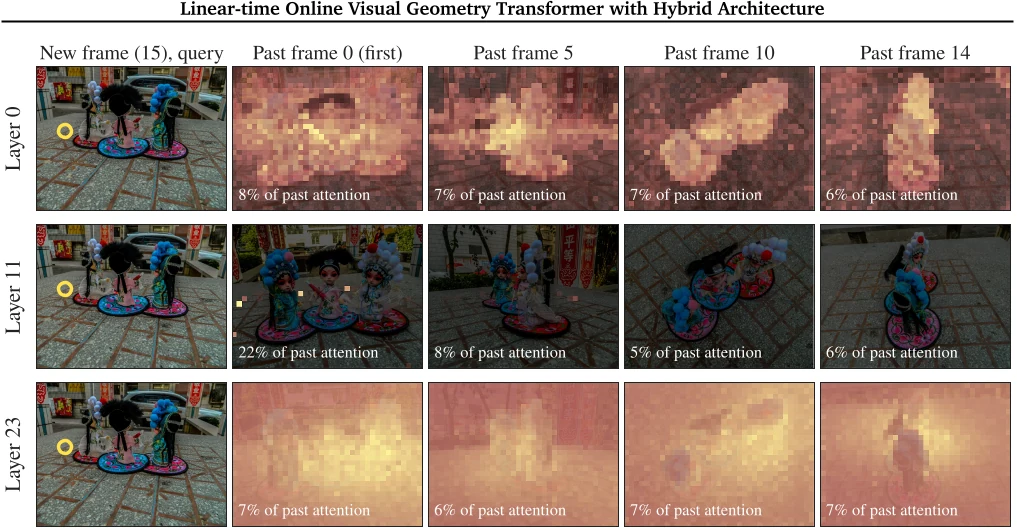 Linear-time Online Visual Geometry Transformer with Hybrid Architecture
New frame (15), query Past frame 0 (first) Past frame 5 Past frame 10 Past frame 14
Layer 0
8% of past attention 7% of past attention 7% of past attention 6% of past attention
Layer 11
22% of past attention 8% of past attention 5% of past attention 6% of past attention
Layer 23
7% of past attention 6% of past attention 7% of past attention 7% of past attention